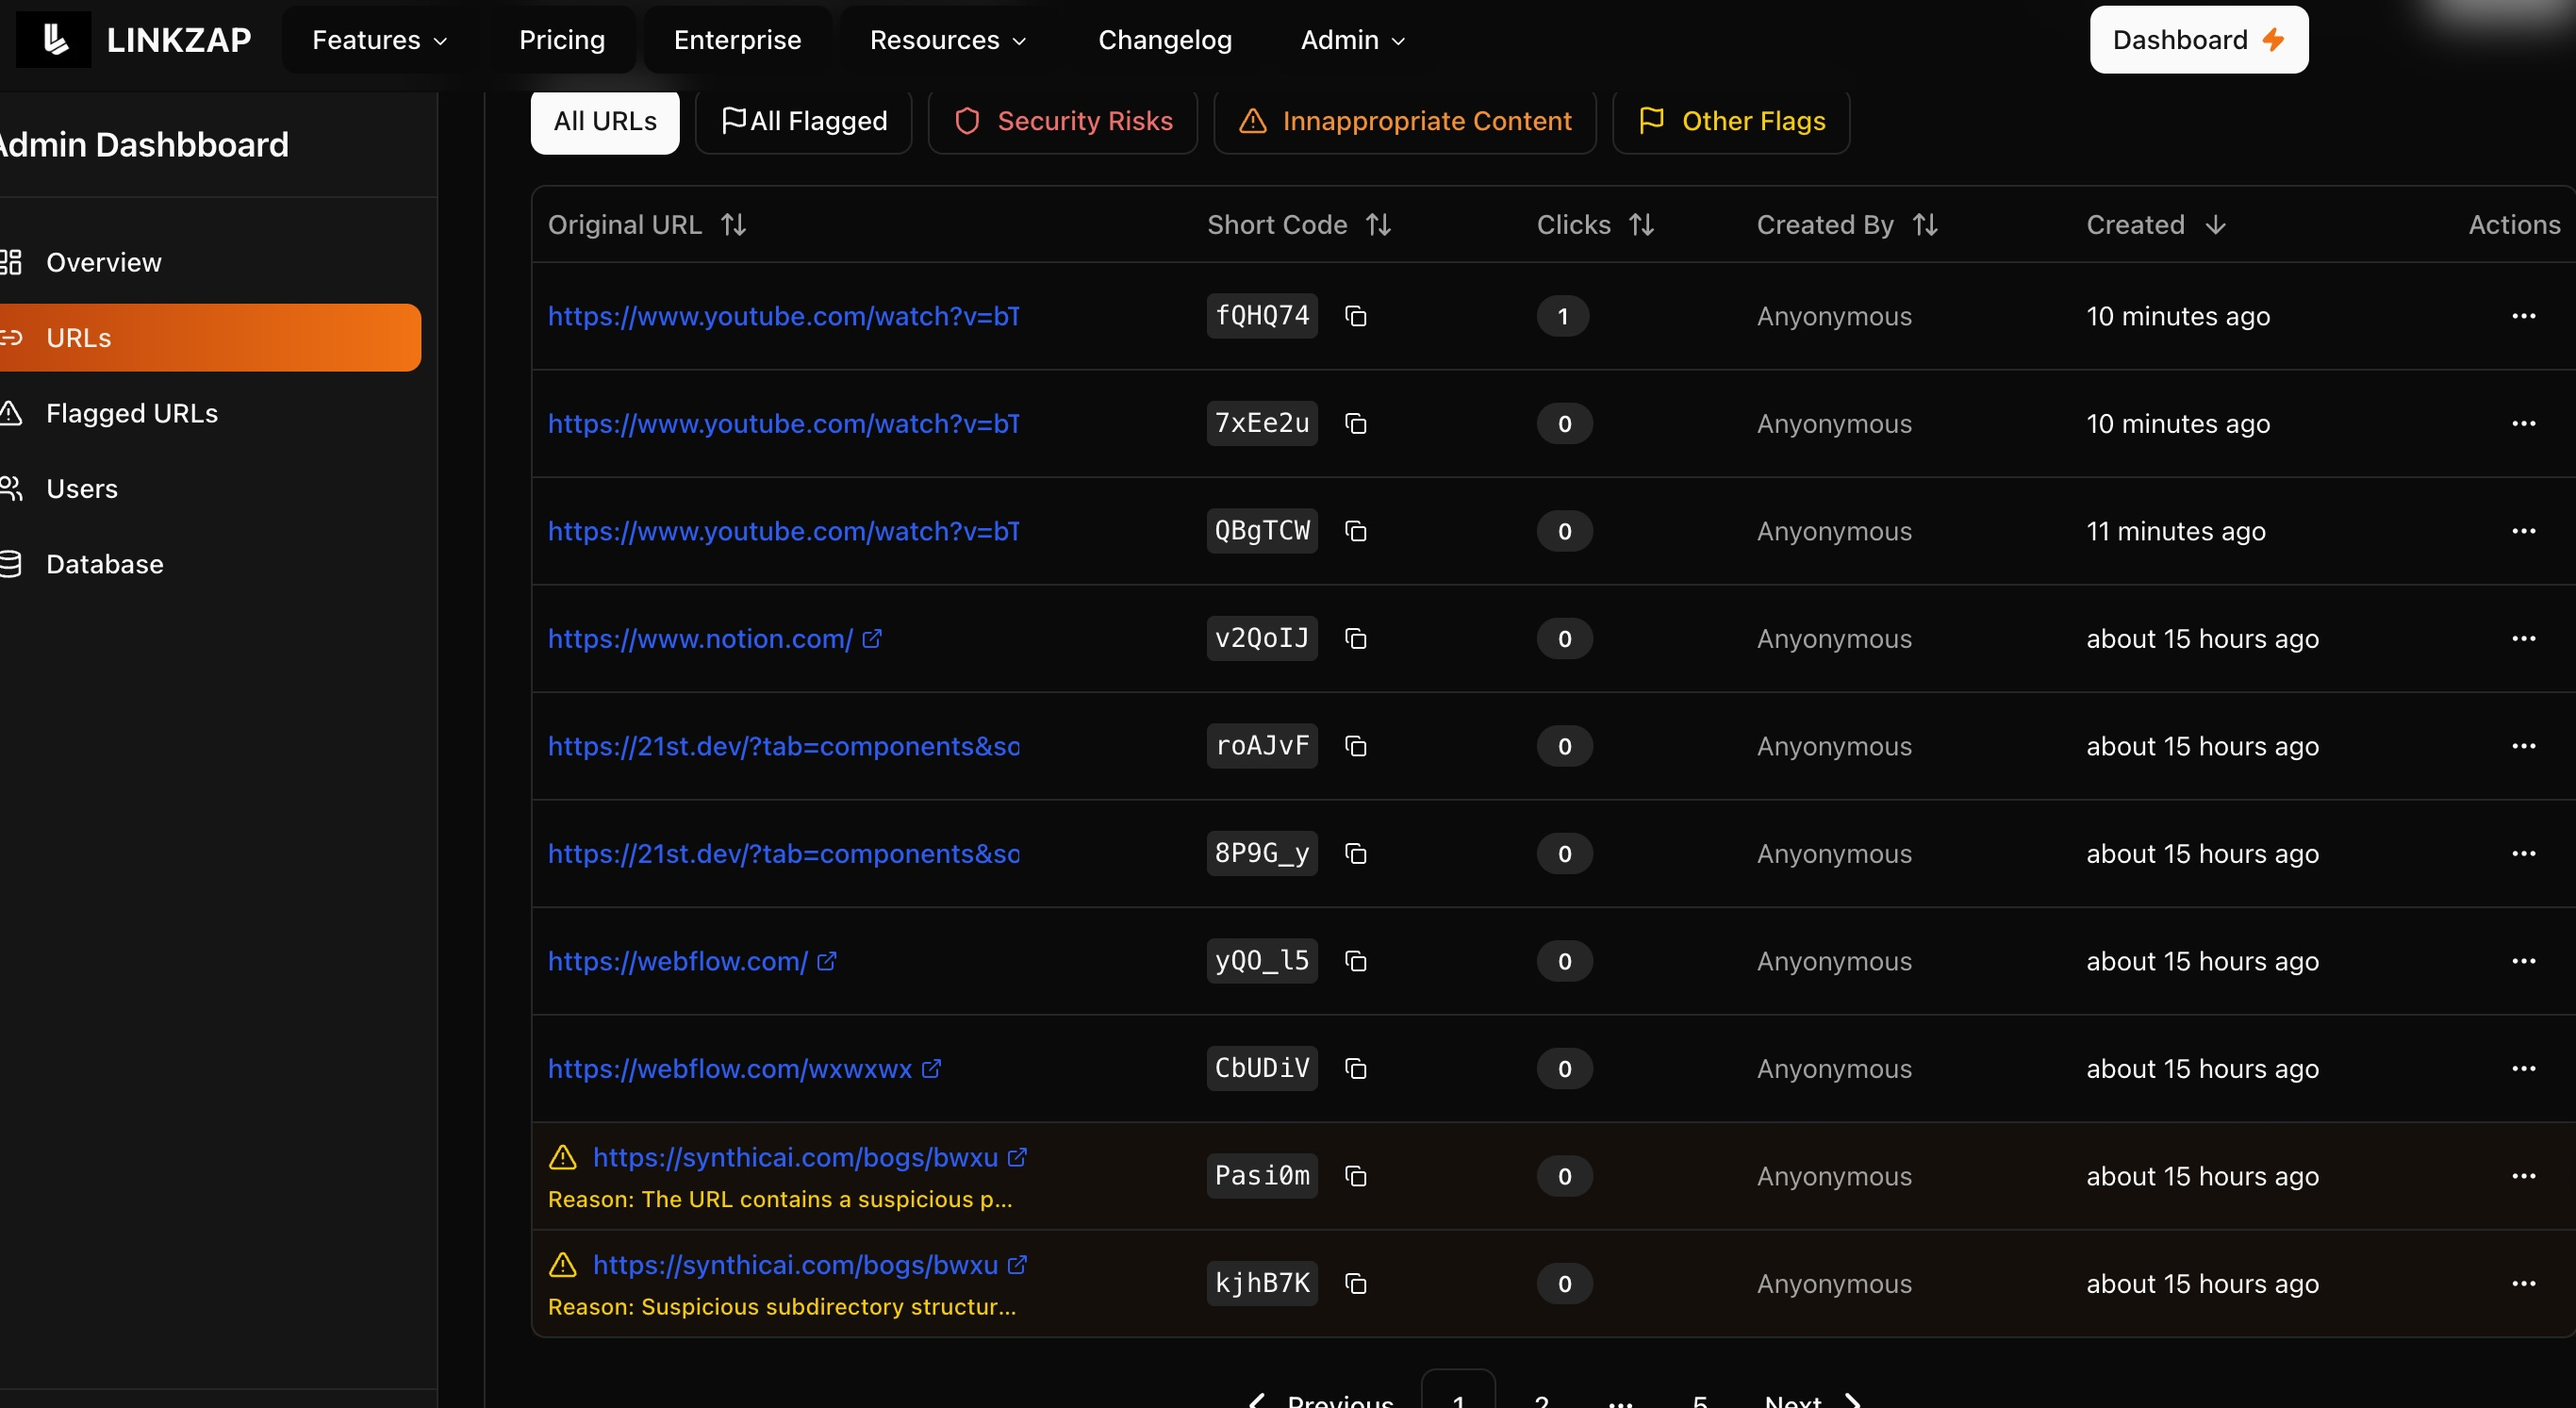 LINKZAP Features Pricing Enterprise Resources Changelog Admin Dashboard
Admin Dashbboard
Overview
URLs
Flagged URLs
Users
Database
All URLs All Flagged Security Risks Innappropriate Content Other Flags
Original URL Short Code Clicks Created By Created Actions
https://www.youtube.com/watch?v=bT fQHQ74 1 Anyonymous 10 minutes ago
https://www.youtube.com/watch?v=bT 7xEe2u 0 Anyonymous 10 minutes ago
https://www.youtube.com/watch?v=bT QBgTCW 0 Anyonymous 11 minutes ago
https://www.notion.com/ v2QoIJ 0 Anyonymous about 15 hours ago
https://21st.dev/?tab=components&so roAJvF 0 Anyonymous about 15 hours ago
https://21st.dev/?tab=components&so 8P9G_y 0 Anyonymous about 15 hours ago
https://webflow.com/ yQO_l5 0 Anyonymous about 15 hours ago
https://webflow.com/wxwxwx CbUDiV 0 Anyonymous about 15 hours ago
https://synthicai.com/bogs/bwxu Pasi0m 0 Anyonymous about 15 hours ago
Reason: The URL contains a suspicious p...
https://synthicai.com/bogs/bwxu kjhB7K 0 Anyonymous about 15 hours ago
Reason: Suspicious subdirectory structur...
Previous 1 2 ... 5 Next